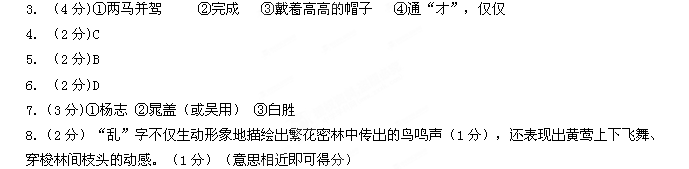 3. （4分)①两马并驾 ②完成 ③戴着高高的帽子 ④通“才”，仅仅
4. （2分)C
5. （2分)B
6. （2分)D
7. （3分)①杨志 ②晁盖（或吴用） ③白胜
8.（2分）“乱”字不仅生动形象地描绘出繁花密林中传出的鸟鸣声（1分），还表现出黄莺上下飞舞、
穿梭林间枝头的动感。（1分）（意思相近即可得分）